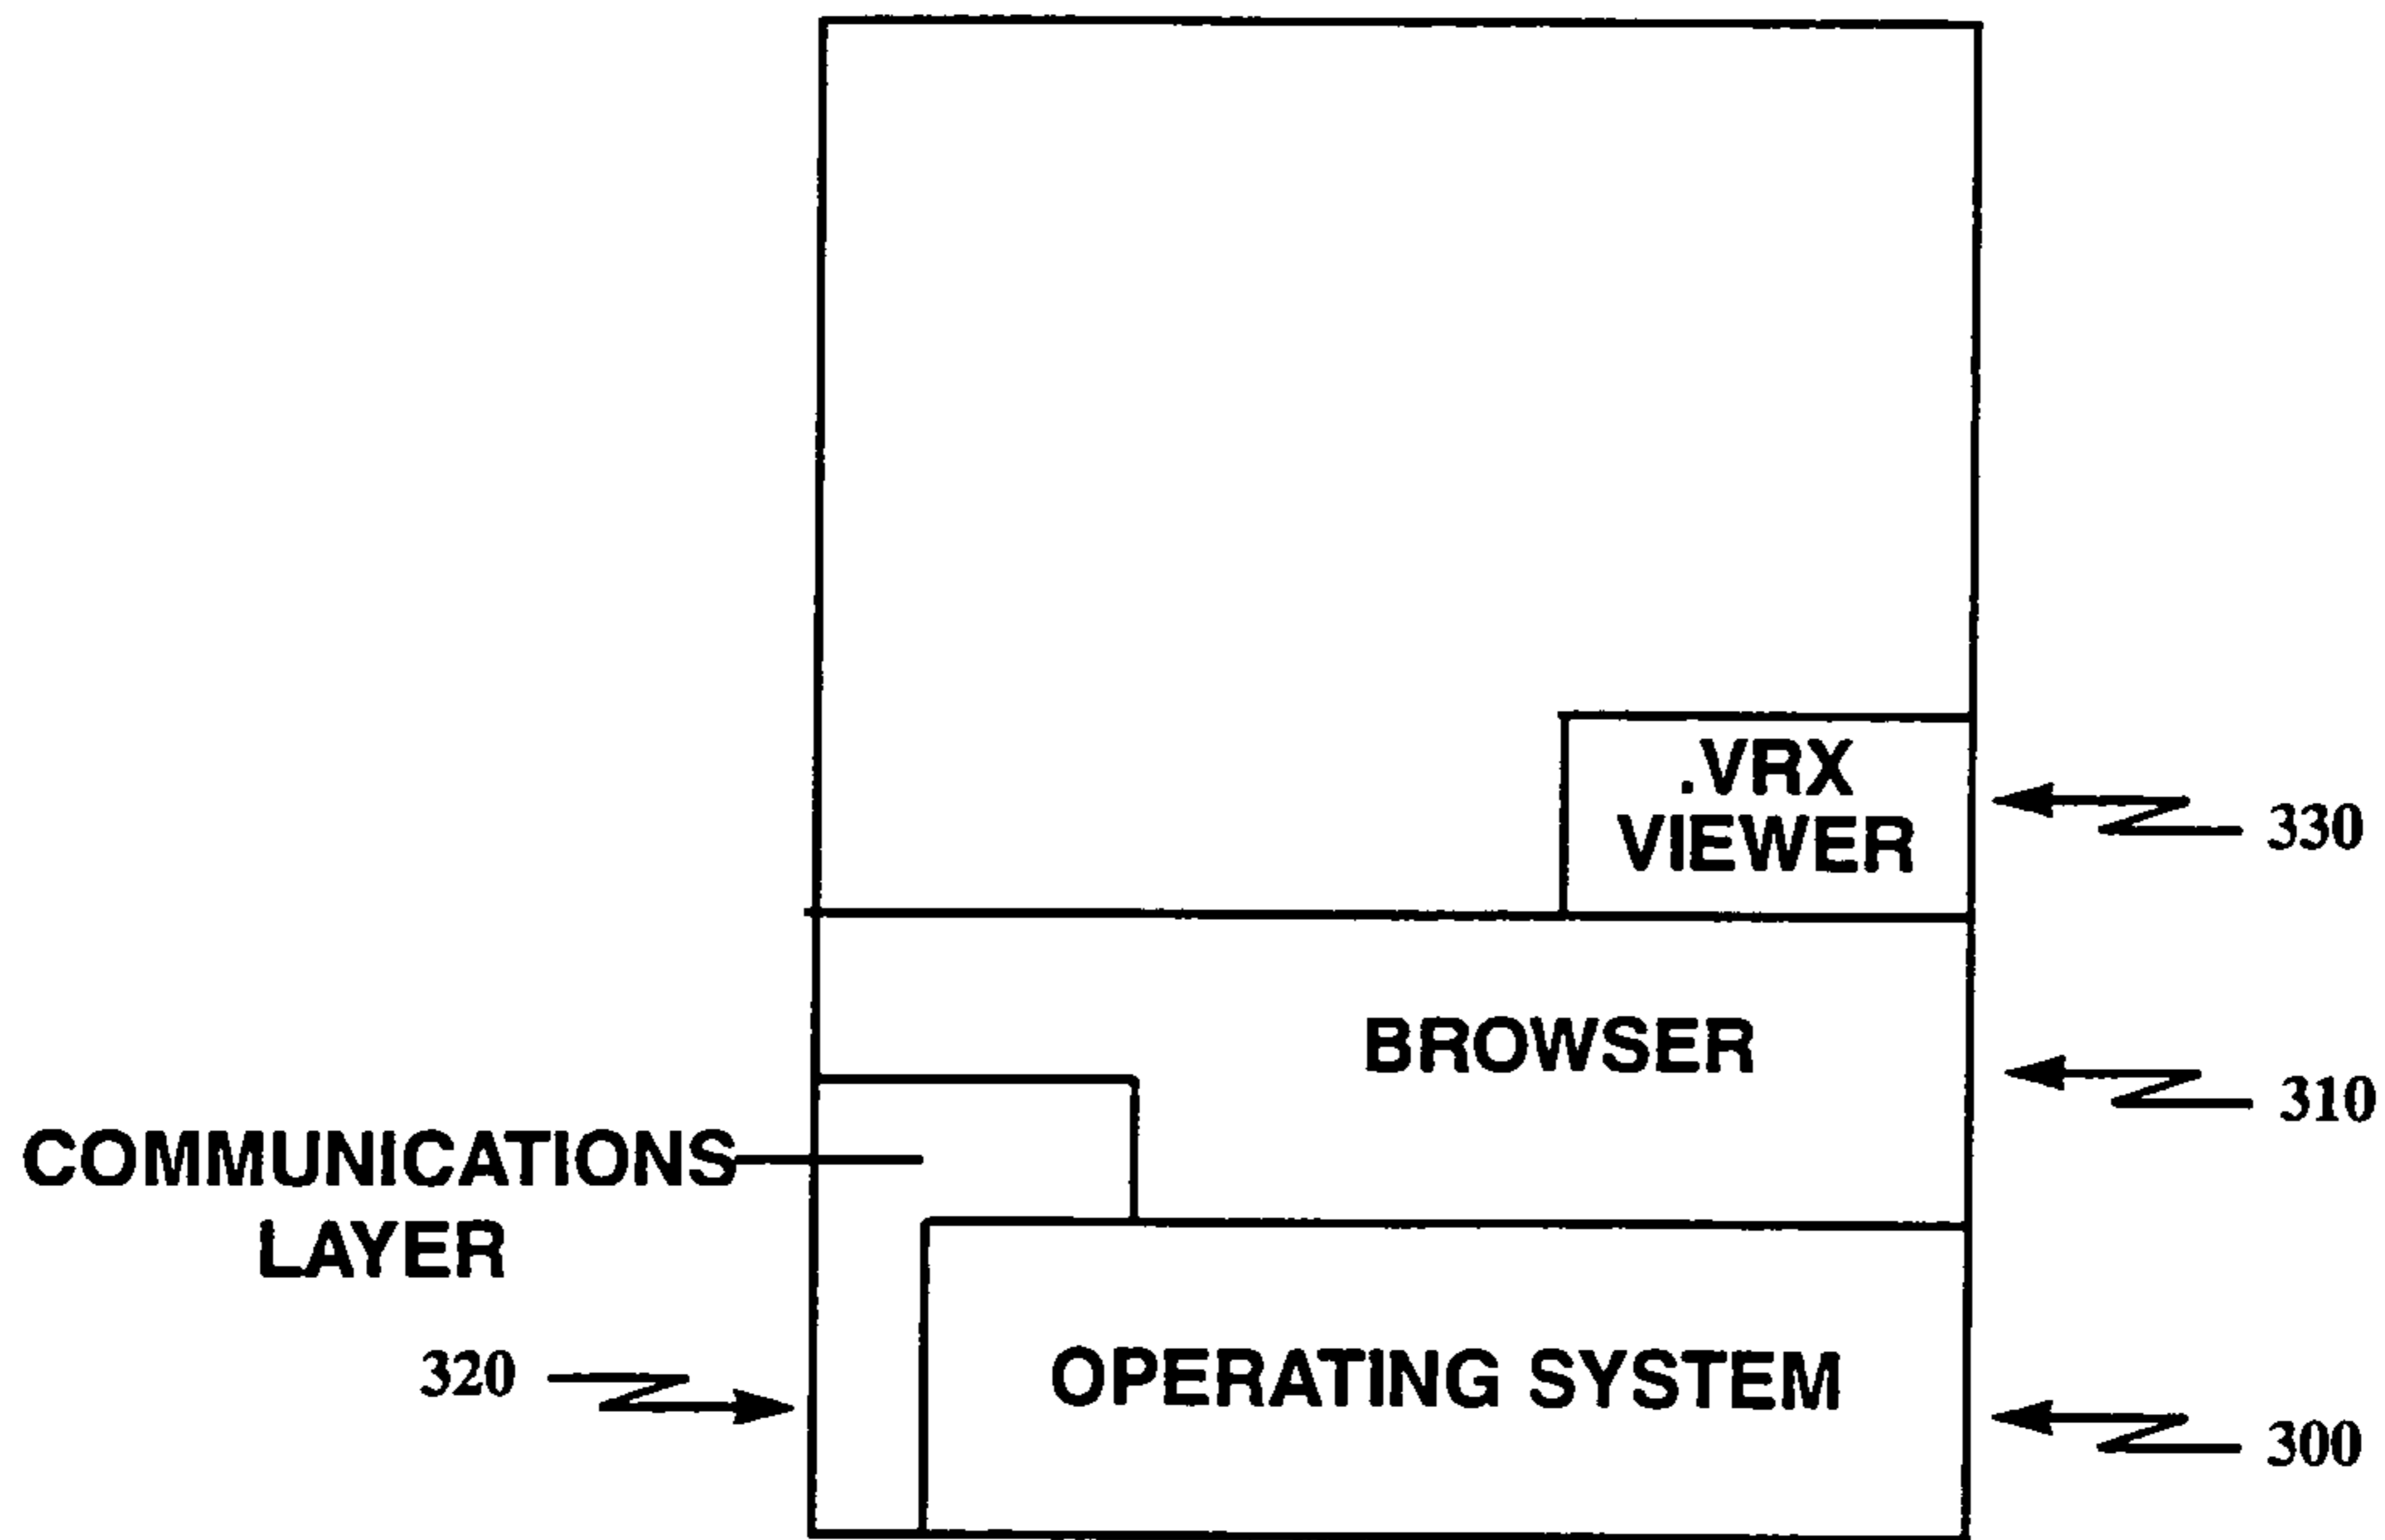 .VRX
VIEWER
330
BROWSER
310
COMMUNICATIONS
LAYER
320
OPERATING SYSTEM
300